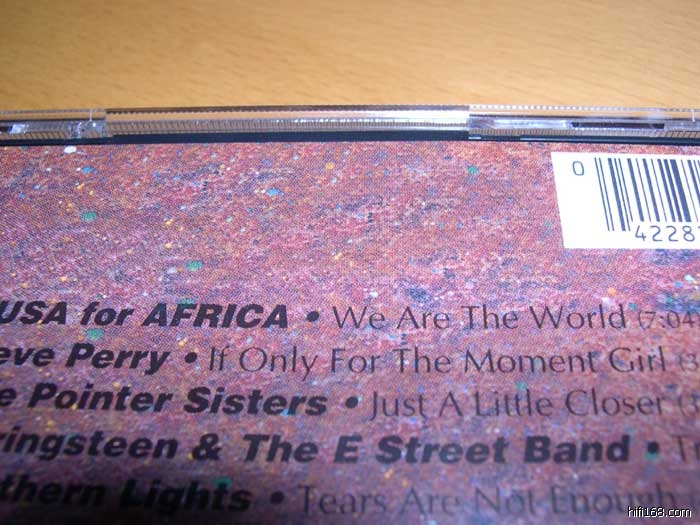 0
4228
USA for AFRICA • We Are The World (7:04)
eve Perry • If Only For The Moment Girl (3
e Pointer Sisters • Just A Little Closer (
ringsteen & The E Street Band • T
thern Lights • Tears Are Not Enough
hifi168.com